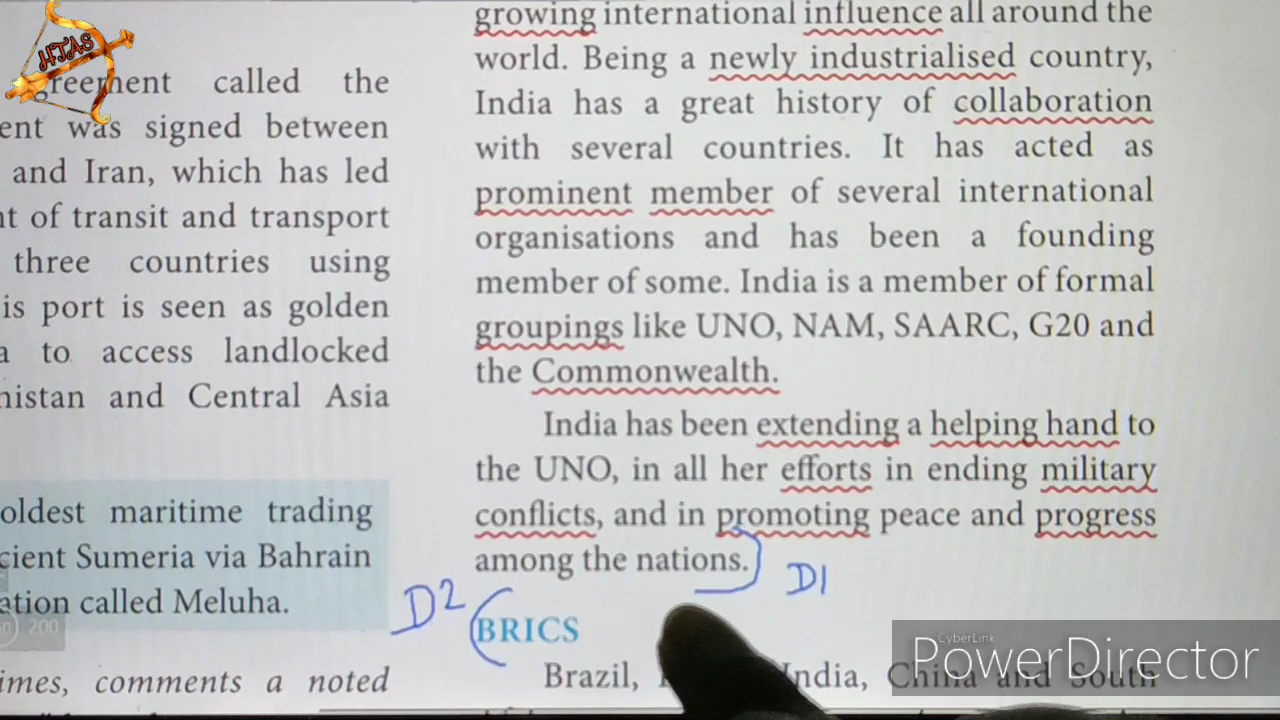 HTAS
greement called the
ent was signed between
and Iran, which has led
nt of transit and transport
three countries using
is port is seen as golden
a to access landlocked
nistan and Central Asia
oldest maritime trading
cient Sumeria via Bahrain
ation called Meluha.
200
imes, comments a noted
growing international influence all around the
world. Being a newly industrialised country,
India has a great history of collaboration
with several countries. It has acted as
prominent member of several international
organisations and has been a founding
member of some. India is a member of formal
groupings like UNO, NAM, SAARC, G20 and
the Commonwealth.
India has been extending a helping hand to
the UNO, in all her efforts in ending military
conflicts, and in promoting peace and progress
among the nations.
D1
D2
BRICS
Brazil, India, China and South
CyberLink
PowerDirector